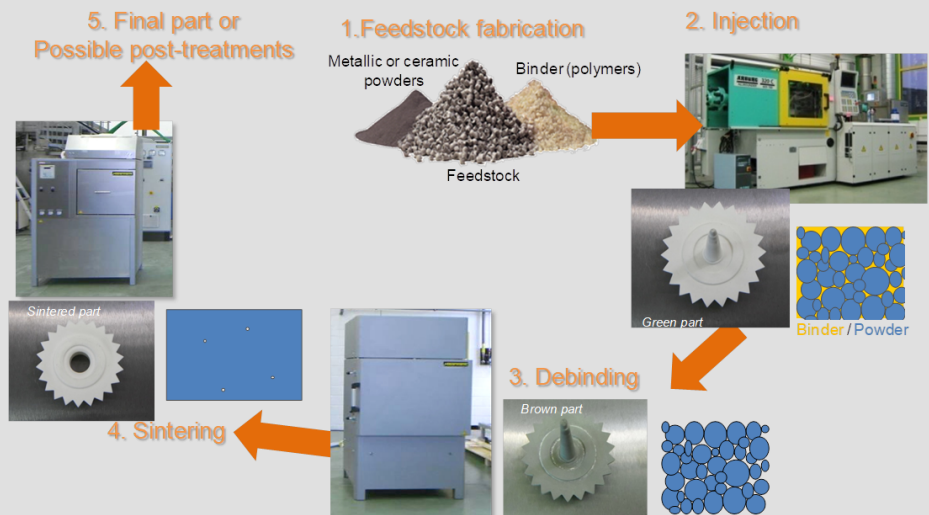 5. Final part or
Possible post-treatments
1.Feedstock fabrication
2. Injection
Metallic or ceramic
powders
Binder (polymers)
Feedstock
Green part
Binder / Powder
3. Debinding
Brown part
4. Sintering
Sintered part